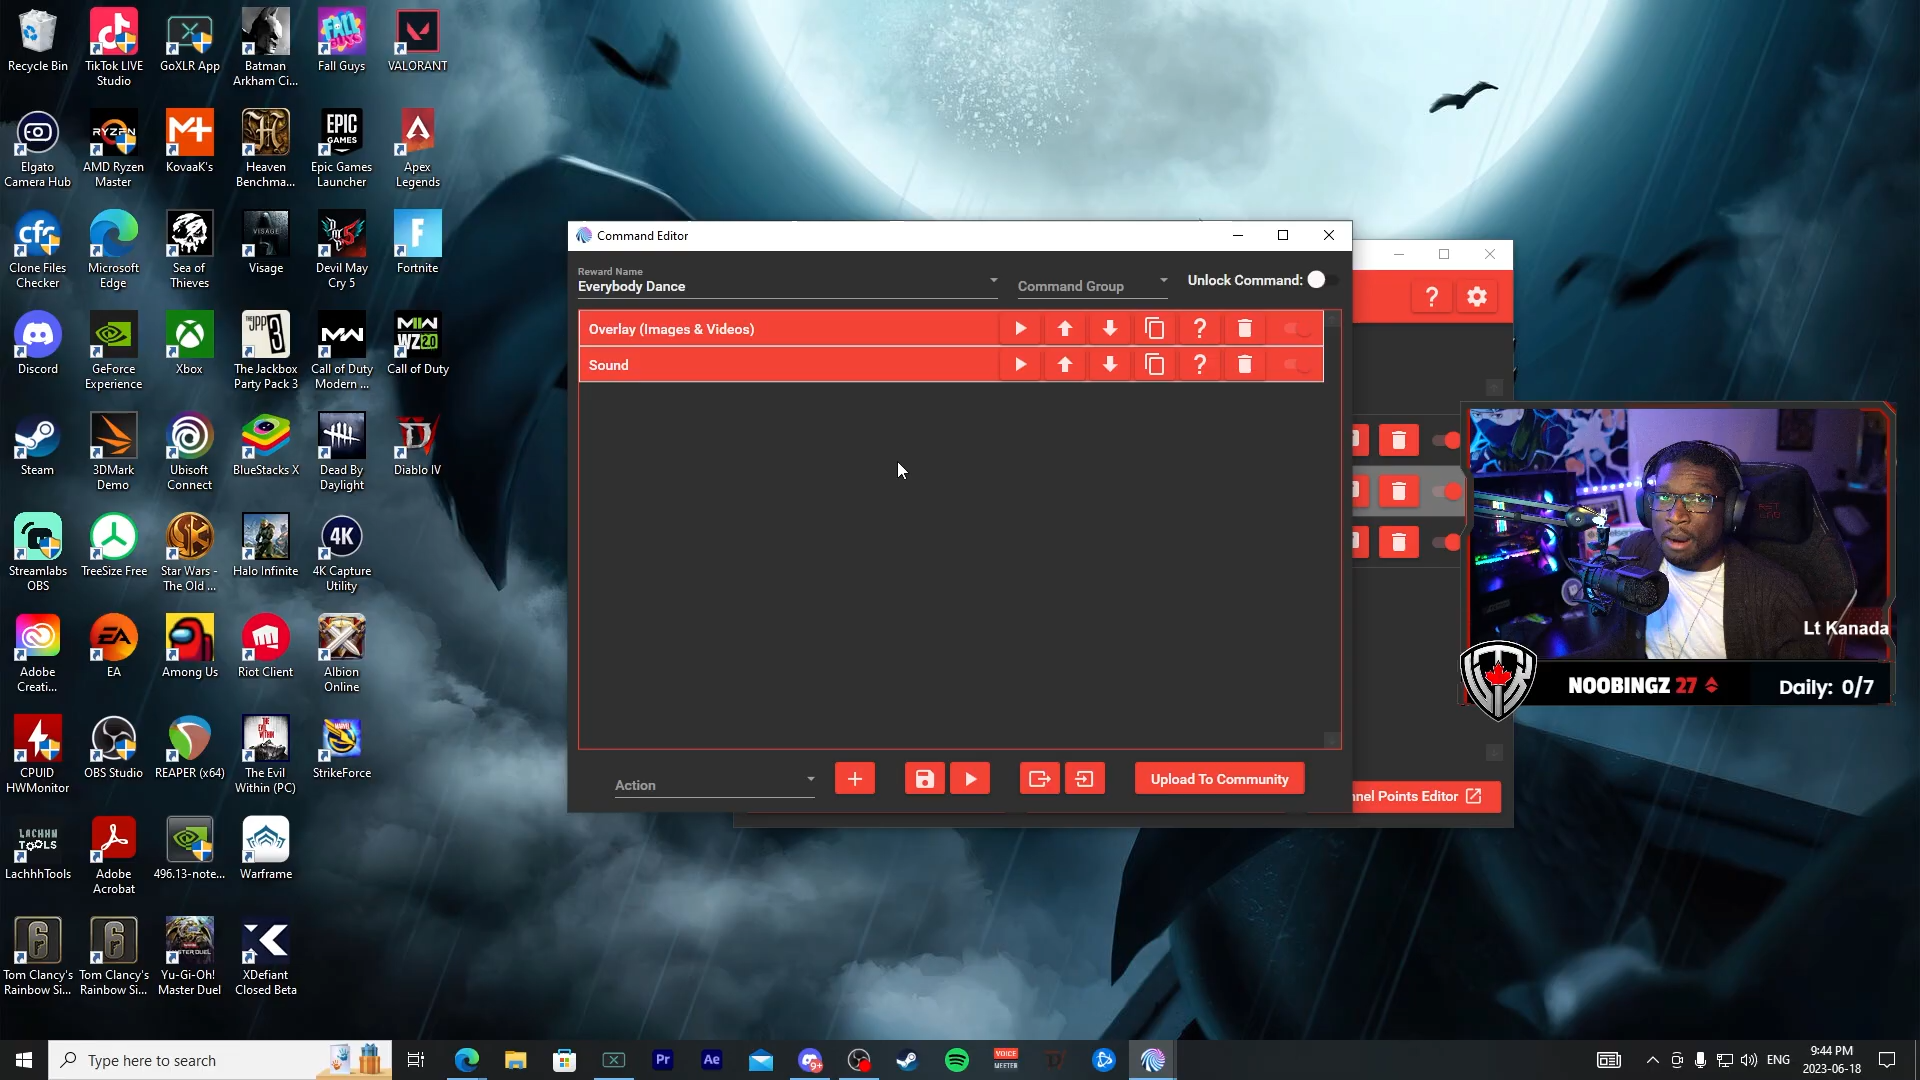 Recycle Bin
TikTok LIVE
Studio
GoXLR App
Batman
Arkham Ci...
Fall Guys
VALORANT
Elgato
Camera Hub
AMD Ryzen
Master
KovaaK's
Heaven
Benchma...
Epic Games
Launcher
Apex
Legends
Clone Files
Checker
Microsoft
Edge
Sea of
Thieves
Visage
Devil May
Cry 5
Fortnite
Discord
GeForce
Experience
Xbox
The Jackbox
Party Pack 3
Call of Duty
Modern ...
Call of Duty
Steam
3DMark
Demo
Ubisoft
Connect
BlueStacks X
Dead By
Daylight
Diablo IV
Streamlabs
OBS
TreeSize Free
Star Wars -
The Old ...
Halo Infinite
4K Capture
Utility
Adobe
Creati...
EA
Among Us
Riot Client
Albion
Online
CPUID
HWMonitor
OBS Studio
REAPER (x64)
The Evil
Within (PC)
StrikeForce
LachhhTools
Adobe
Acrobat
496.13-note...
Warframe
Tom Clancy's
Rainbow Si...
Tom Clancy's
Rainbow Si...
Yu-Gi-Oh!
Master Duel
XDefiant
Closed Beta
Command Editor
Reward Name
Everybody Dance
Command Group
Unlock Command:
Overlay (Images & Videos)
Sound
Action
Upload To Community
nnel Points Editor
Lt Kanada
NOOBINGZ 27
Daily: 0/7
Type here to search
ENG
9:44 PM
2023-06-18